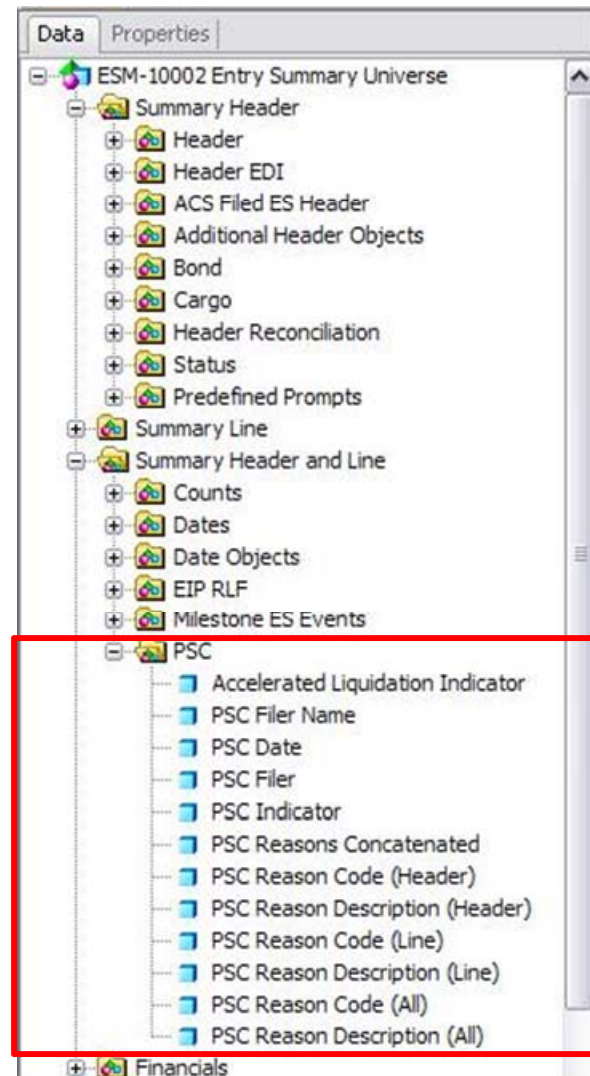 Data Properties
ESM-10002 Entry Summary Universe
Summary Header
Header
Header EDI
ACS Filed ES Header
Additional Header Objects
Bond
Cargo
Header Reconciliation
Status
Predefined Prompts
Summary Line
Summary Header and Line
Counts
Dates
Date Objects
EIP RLF
Milestone ES Events
PSC
Accelerated Liquidation Indicator
PSC Filer Name
PSC Date
PSC Filer
PSC Indicator
PSC Reasons Concatenated
PSC Reason Code (Header)
PSC Reason Description (Header)
PSC Reason Code (Line)
PSC Reason Description (Line)
PSC Reason Code (All)
PSC Reason Description (All)
Financials